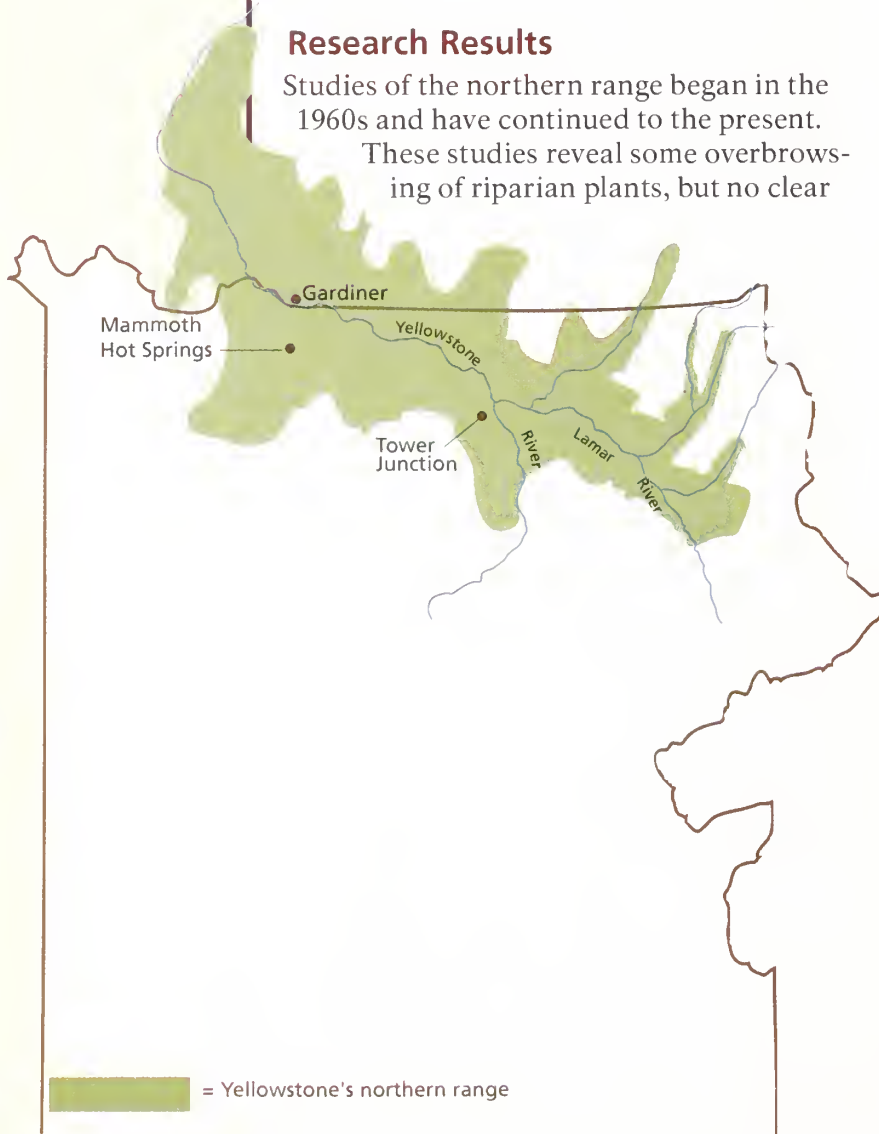 Research Results
Studies of the northern range began in the
1960s and have continued to the present.
These studies reveal some overbrows-
ing of riparian plants, but no clear
Gardiner
Mammoth
Hot Springs
Yellowstone
River
Tower
Junction
Lamar
River
= Yellowstone's northern range